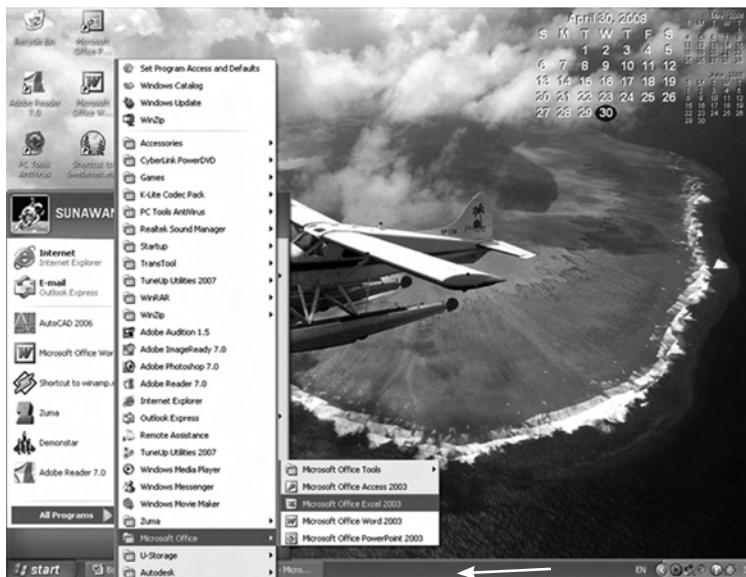 Recycle Bin
Microsoft Office P...
Adobe Reader 7.0
Microsoft Office W...
PC Tools AntiVirus
Shortcut to
April 30, 2008
S M T W T F S
1 2 3 4 5
6 7 8 9 10 11 12
13 14 15 16 17 18 19
20 21 22 23 24 25 26
27 28 29 30
Set Program Access and Defaults
Windows Catalog
Windows Update
WinZip
Accessories
CyberLink PowerDVD
Games
K-Lite Codec Pack
PC Tools AntiVirus
Realtek Sound Manager
Startup
TransTool
TuneUp Utilities 2007
WinRAR
WinZip
Adobe Audition 1.5
Adobe ImageReady 7.0
Adobe Photoshop 7.0
Adobe Reader 7.0
Internet Explorer
Outlook Express
Remote Assistance
TuneUp Utilities 2007
Windows Media Player
Windows Messenger
Windows Movie Maker
Zuma
Microsoft Office
U-Storage
Autodesk
SUNAWAN
Internet
Internet Explorer
E-mail
Outlook Express
AutoCAD 2006
Microsoft Office Wor
Shortcut to winamp.e
Zuma
Demonstar
Adobe Reader 7.0
All Programs
Microsoft Office Tools
Microsoft Office Access 2003
Microsoft Office Excel 2003
Microsoft Office Word 2003
Microsoft Office PowerPoint 2003
start
- Micro...
EN